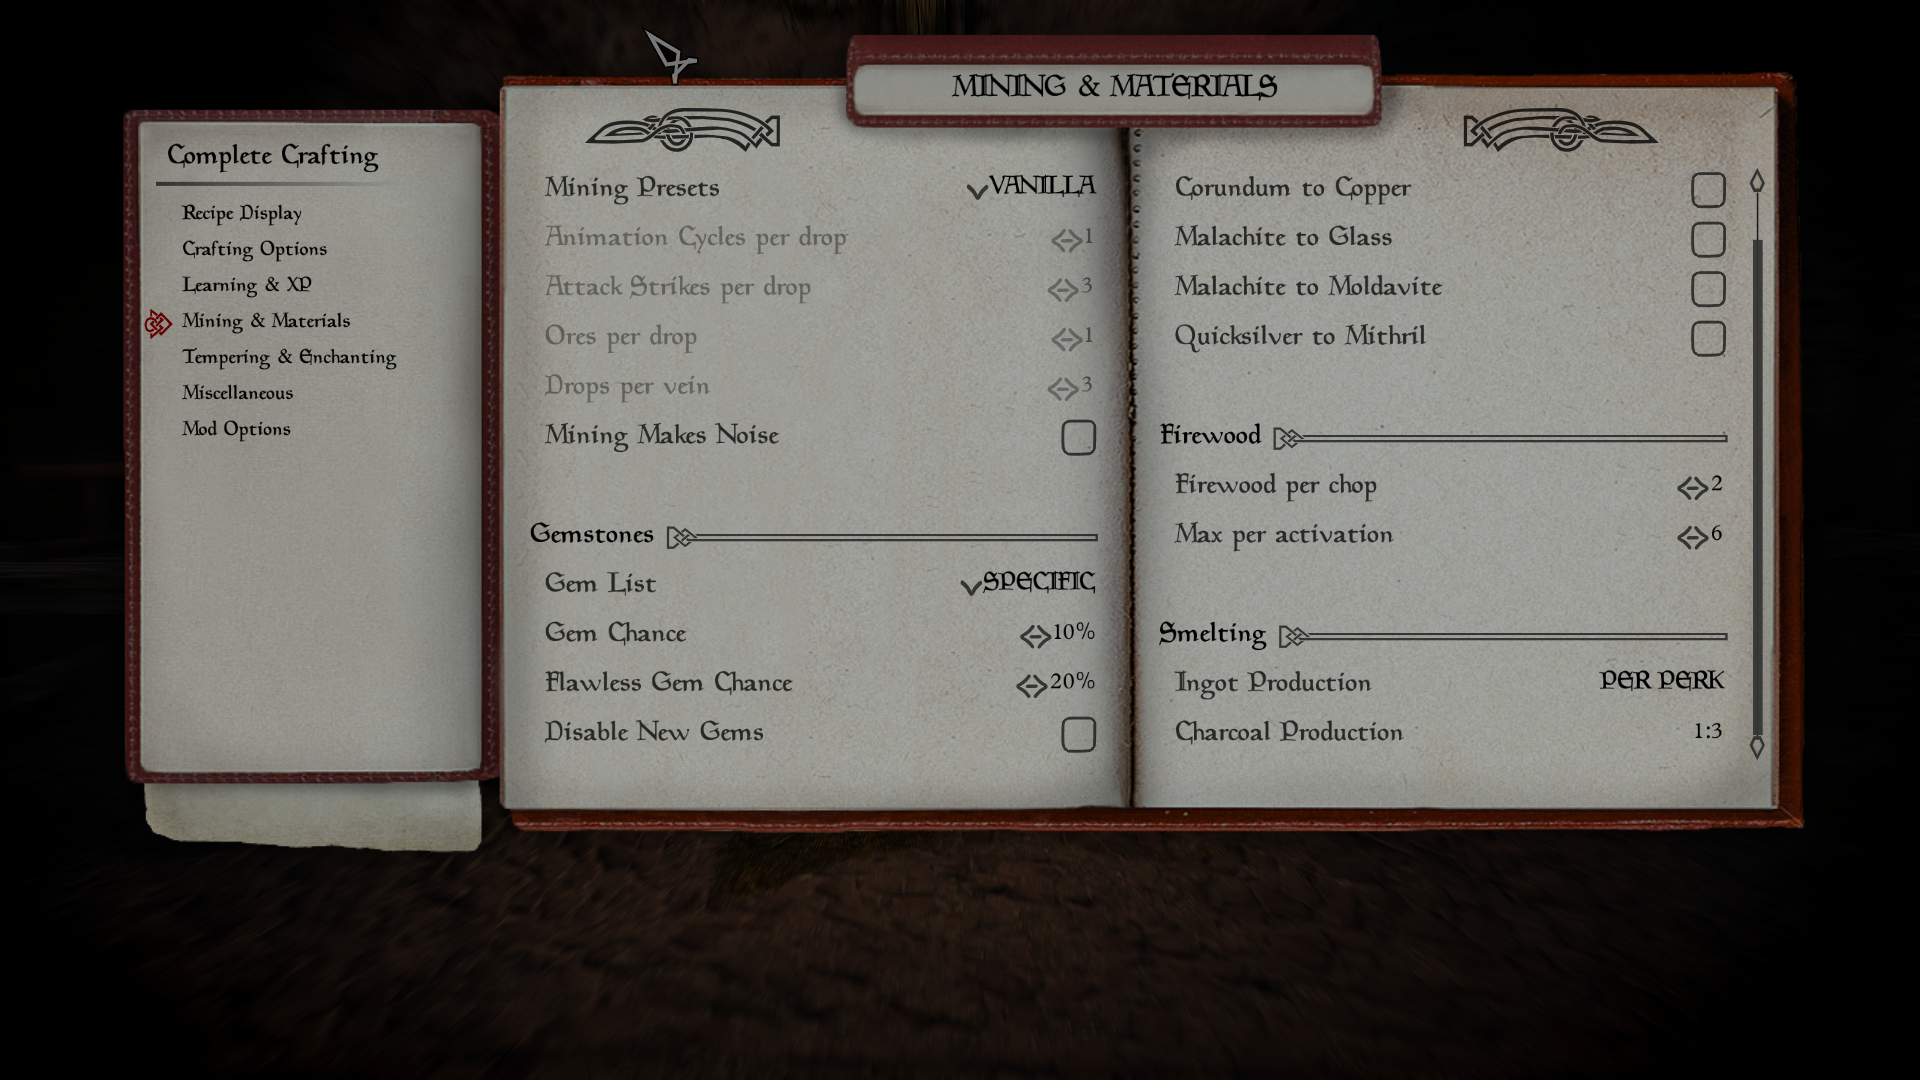 MINING & MATERIALS
Complete Crafting
Recipe Display
Crafting Options
Learning & XP
Mining & Materials
Tempering & Enchanting
Miscellaneous
Mod Options
Mining Presets VANILLA
Animation Cycles per drop 1
Attack Strikes per drop 3
Ores per drop 1
Drops per vein 3
Mining Makes Noise
Gemstones
Gem List SPECIFIC
Gem Chance 10%
Flawless Gem Chance 20%
Disable New Gems
Corundum to Copper
Malachite to Glass
Malachite to Moldavite
Quicksilver to Mithril
Firewood
Firewood per chop 2
Max per activation 6
Smelting
Ingot Production PER PERK
Charcoal Production 1:3